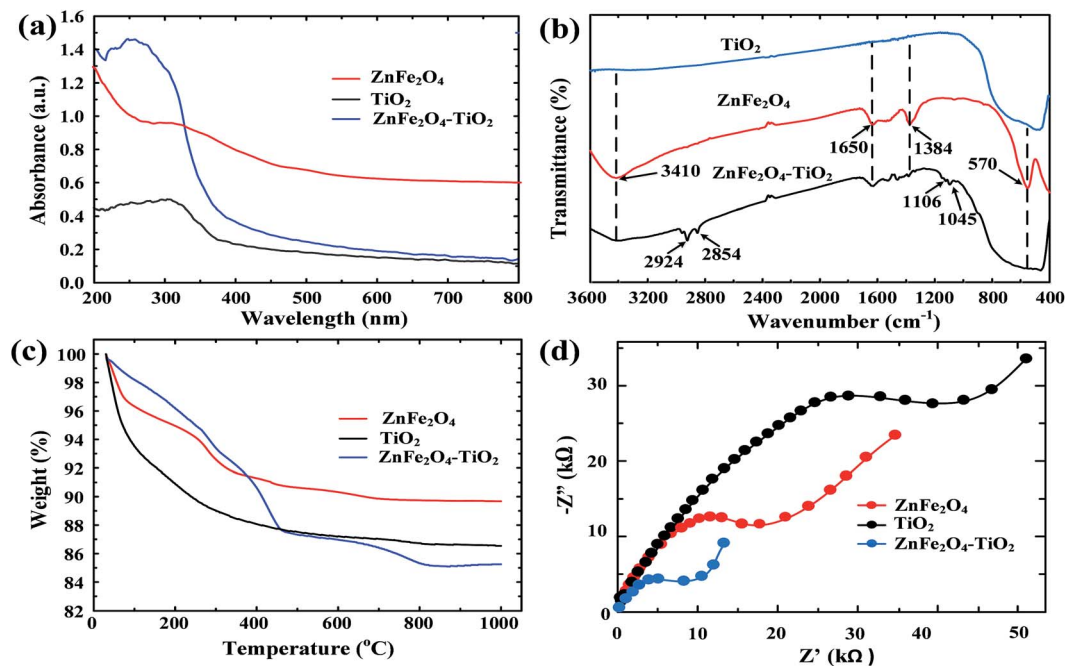 (a)
1.6
1.4
1.2
1.0
0.8
0.6
0.4
0.2
0.0
Absorbance (a.u.)
ZnFe₂O₄
TiO₂
ZnFe₂O₄-TiO₂
200 300 400 500 600 700 800
Wavelength (nm)
(b)
Transmittance (%)
TiO₂
ZnFe₂O₄
1650
1384
3410
ZnFe₂O₄-TiO₂
570
1106
1045
2924
2854
3600 2800 2000 1600 1200 800 400
Wavenumber (cm⁻¹)
(c)
100
98
96
94
92
90
88
86
84
82
Weight (%)
ZnFe₂O₄
TiO₂
ZnFe₂O₄-TiO₂
0 200 400 600 800 1000
Temperature (°C)
(d)
30
20
10
0
-Z” (kΩ)
ZnFe₂O₄
TiO₂
ZnFe₂O₄-TiO₂
0 10 20 30 40 50
Z’ (kΩ)